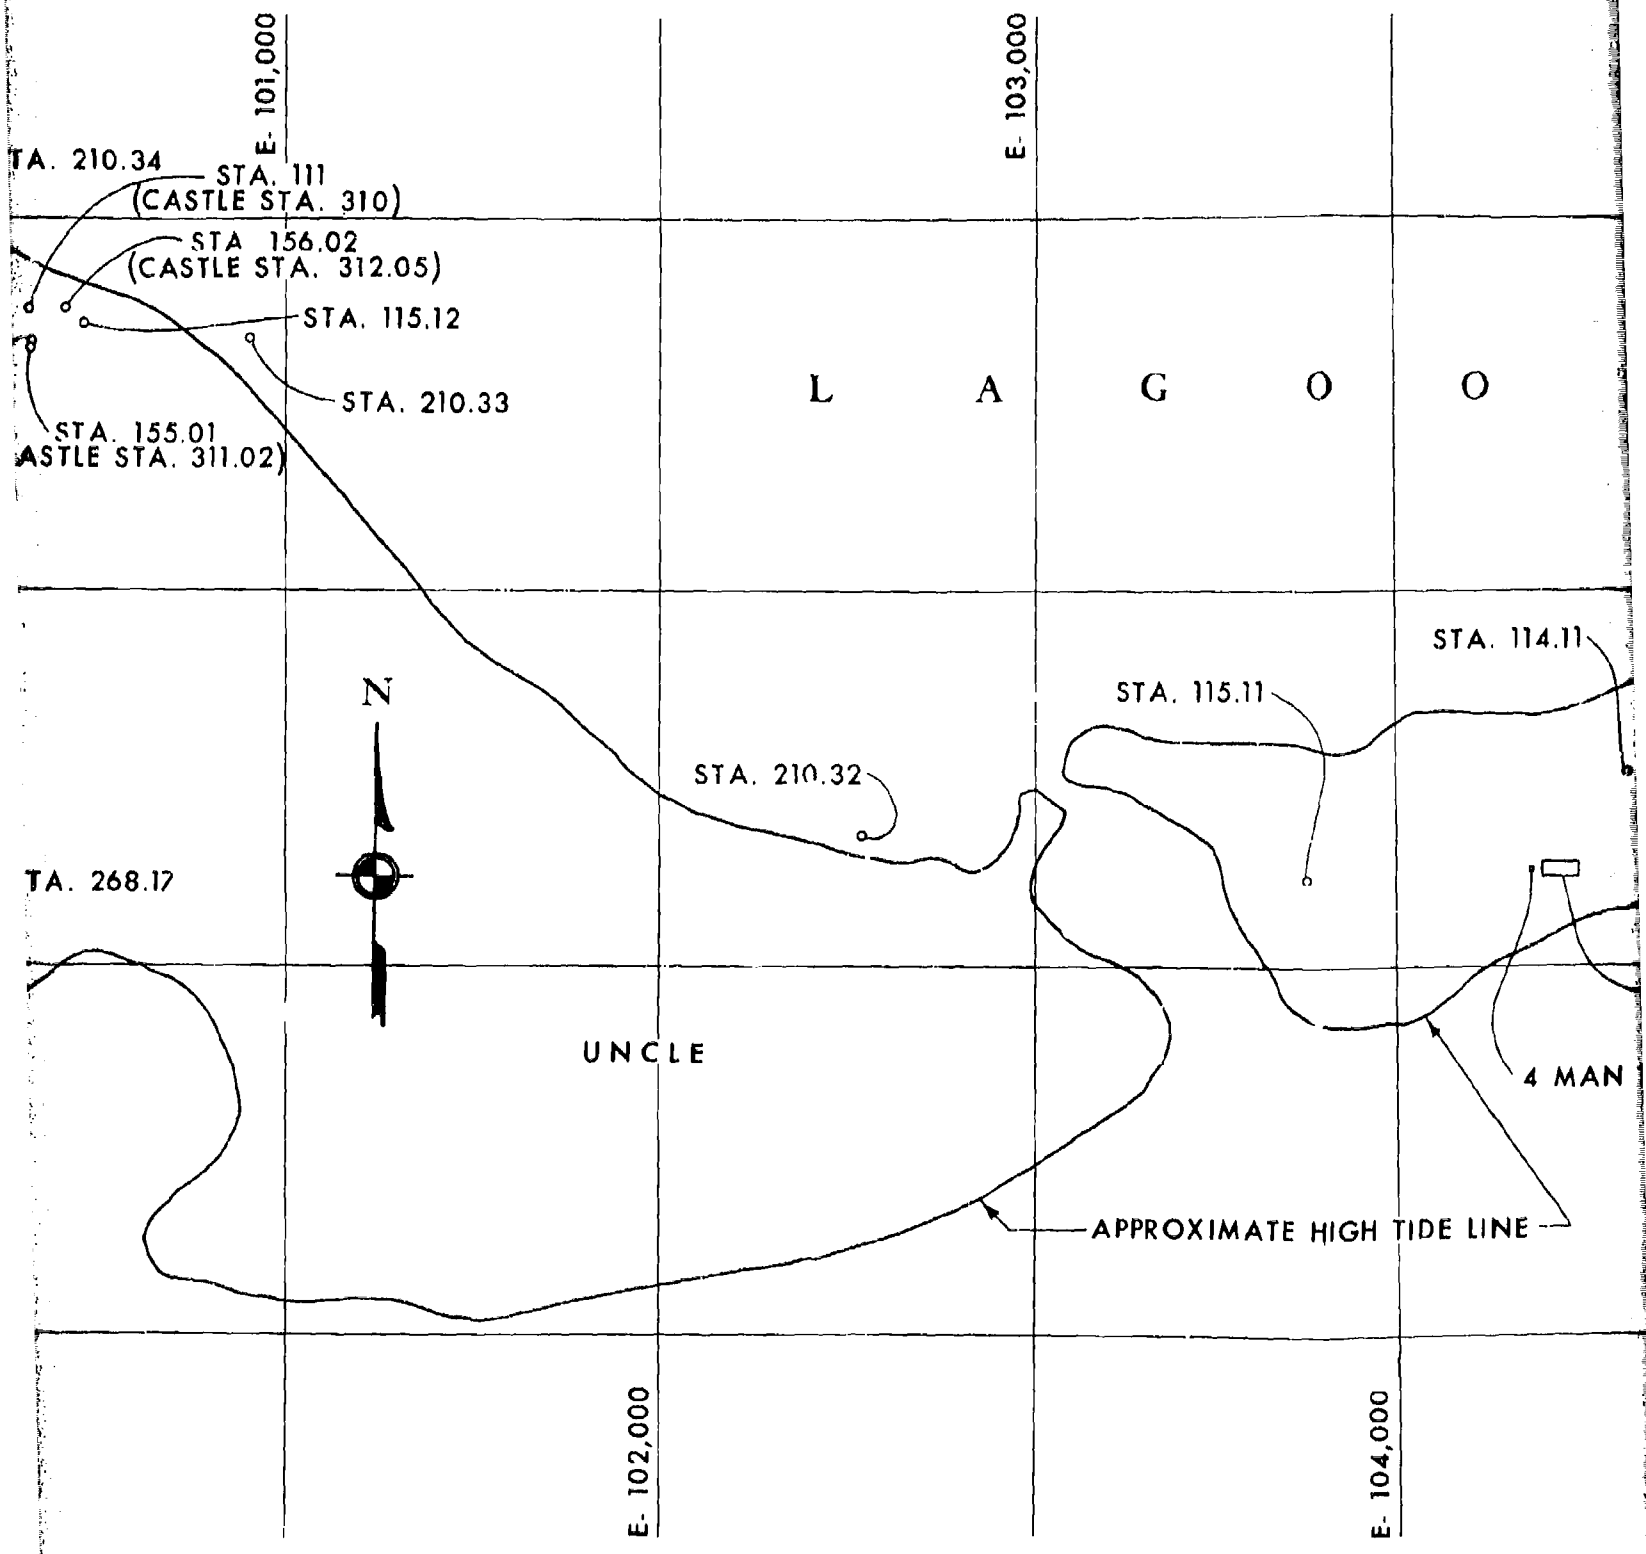 E- 101,000
E- 103,000
TA. 210.34
STA. 111
(CASTLE STA. 310)
STA 156.02
(CASTLE STA. 312.05)
STA. 115.12
STA. 210.33
L A G O O
STA. 155.01
ASTLE STA. 311.02)
STA. 114.11
N
STA. 115.11
STA. 210.32
TA. 268.17
UNCLE
4 MAN
APPROXIMATE HIGH TIDE LINE
E- 102,000
E- 104,000